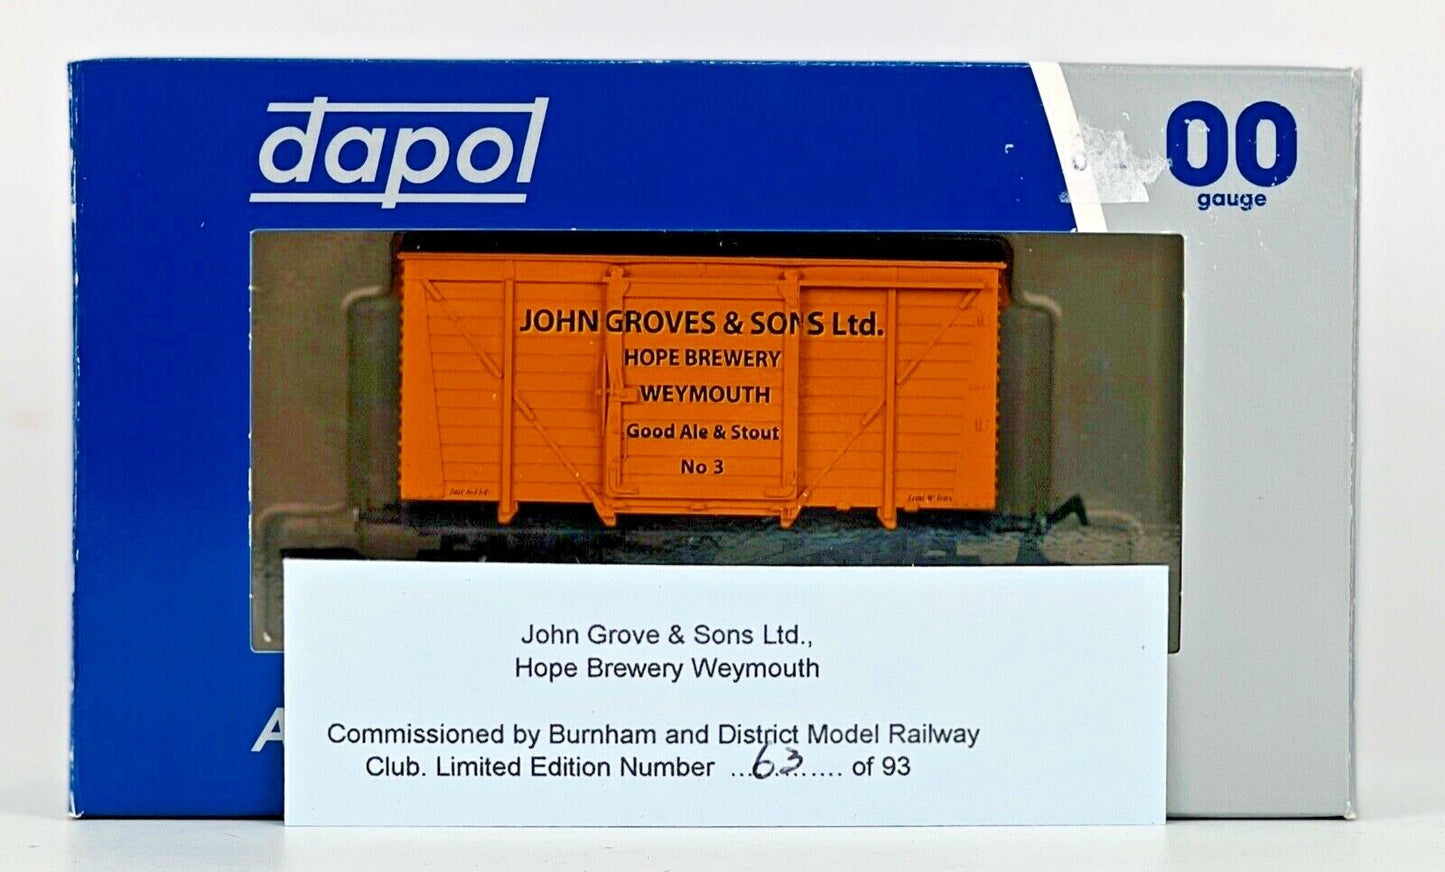 dapol
00
gauge
JOHN GROVES & SONS Ltd.
HOPE BREWERY
WEYMOUTH
Good Ale & Stout
No 3
John Grove & Sons Ltd.,
Hope Brewery Weymouth
Commissioned by Burnham and District Model Railway
Club. Limited Edition Number ...63....... of 93